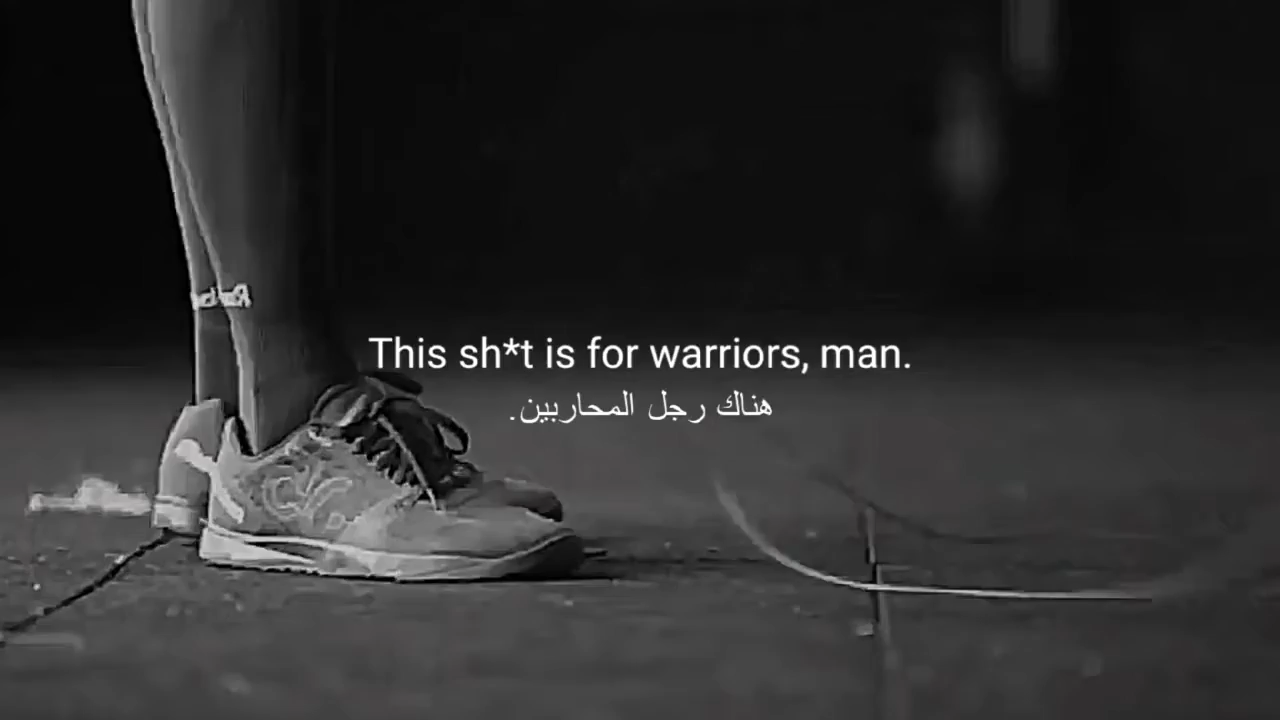 This sh*t is for warriors, man.
هناك رجل المحاربين.